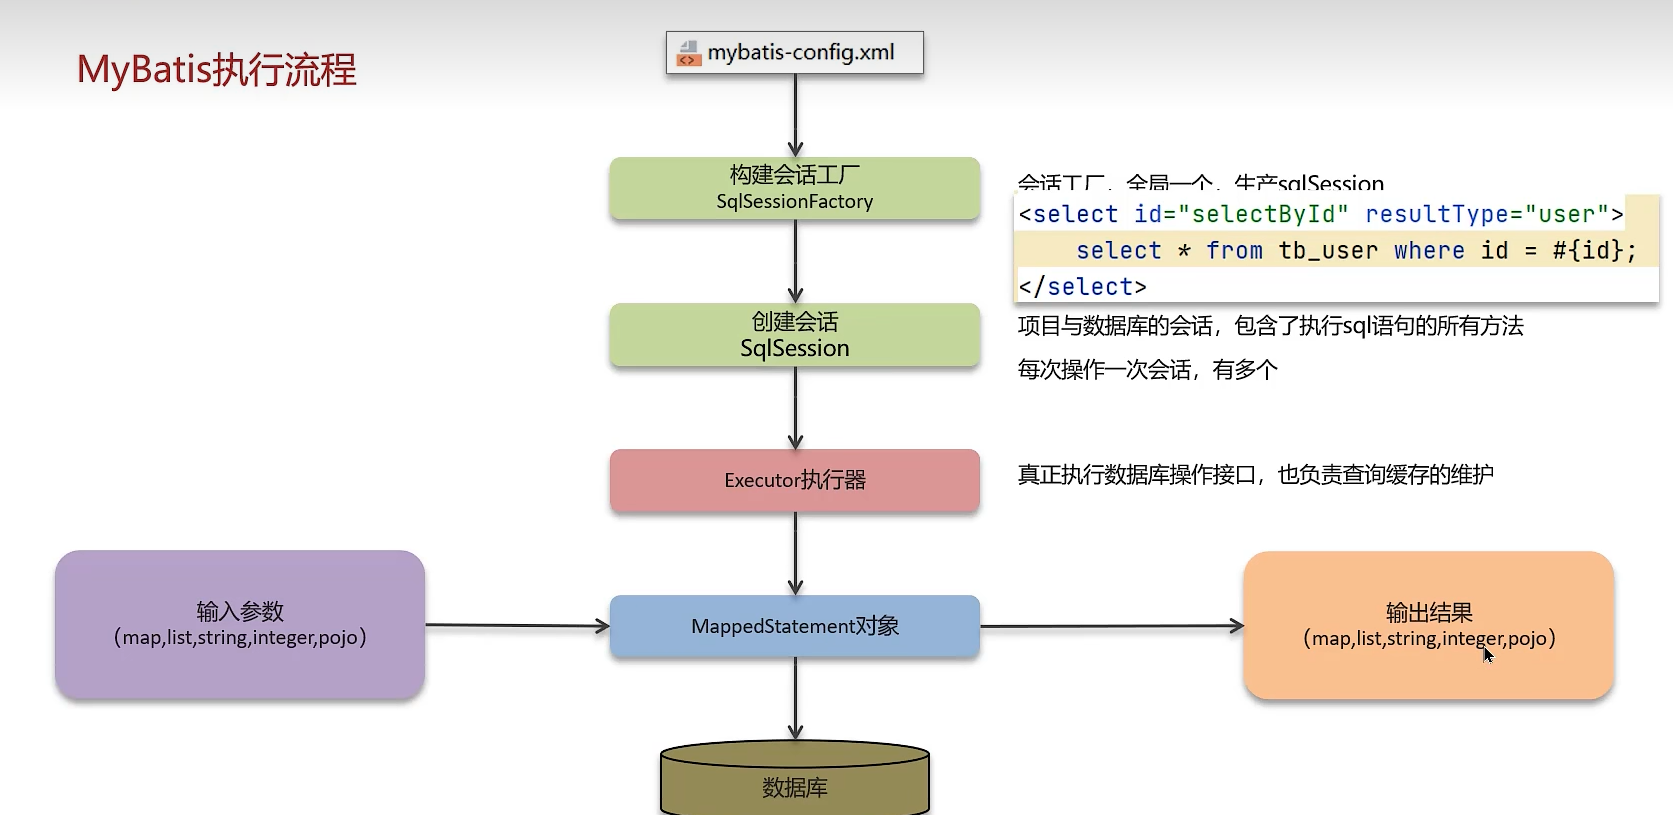 MyBatis执行流程
mybatis-config.xml
构建会话工厂
SqlSessionFactory
会话工厂，全局一个，生产sqlSession
<select id="selectById" resultType="user">
select * from tb_user where id = #{id};
</select>
创建会话
SqlSession
项目与数据库的会话，包含了执行sql语句的所有方法
每次操作一次会话，有多个
Executor执行器
真正执行数据库操作接口，也负责查询缓存的维护
输入参数
（map,list,string,integer,pojo）
MappedStatement对象
输出结果
（map,list,string,integer,pojo）
数据库